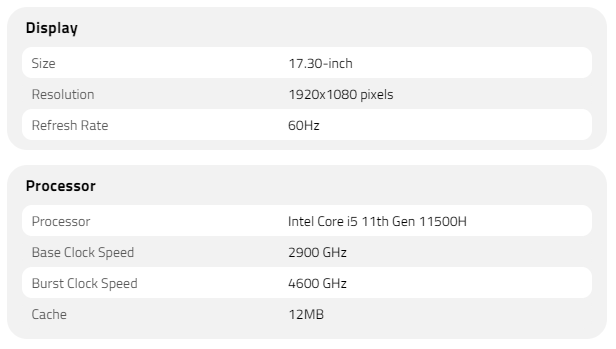 Display
Size 17.30-inch
Resolution 1920x1080 pixels
Refresh Rate 60Hz
Processor
Processor Intel Core i5 11th Gen 11500H
Base Clock Speed 2900 GHz
Burst Clock Speed 4600 GHz
Cache 12MB